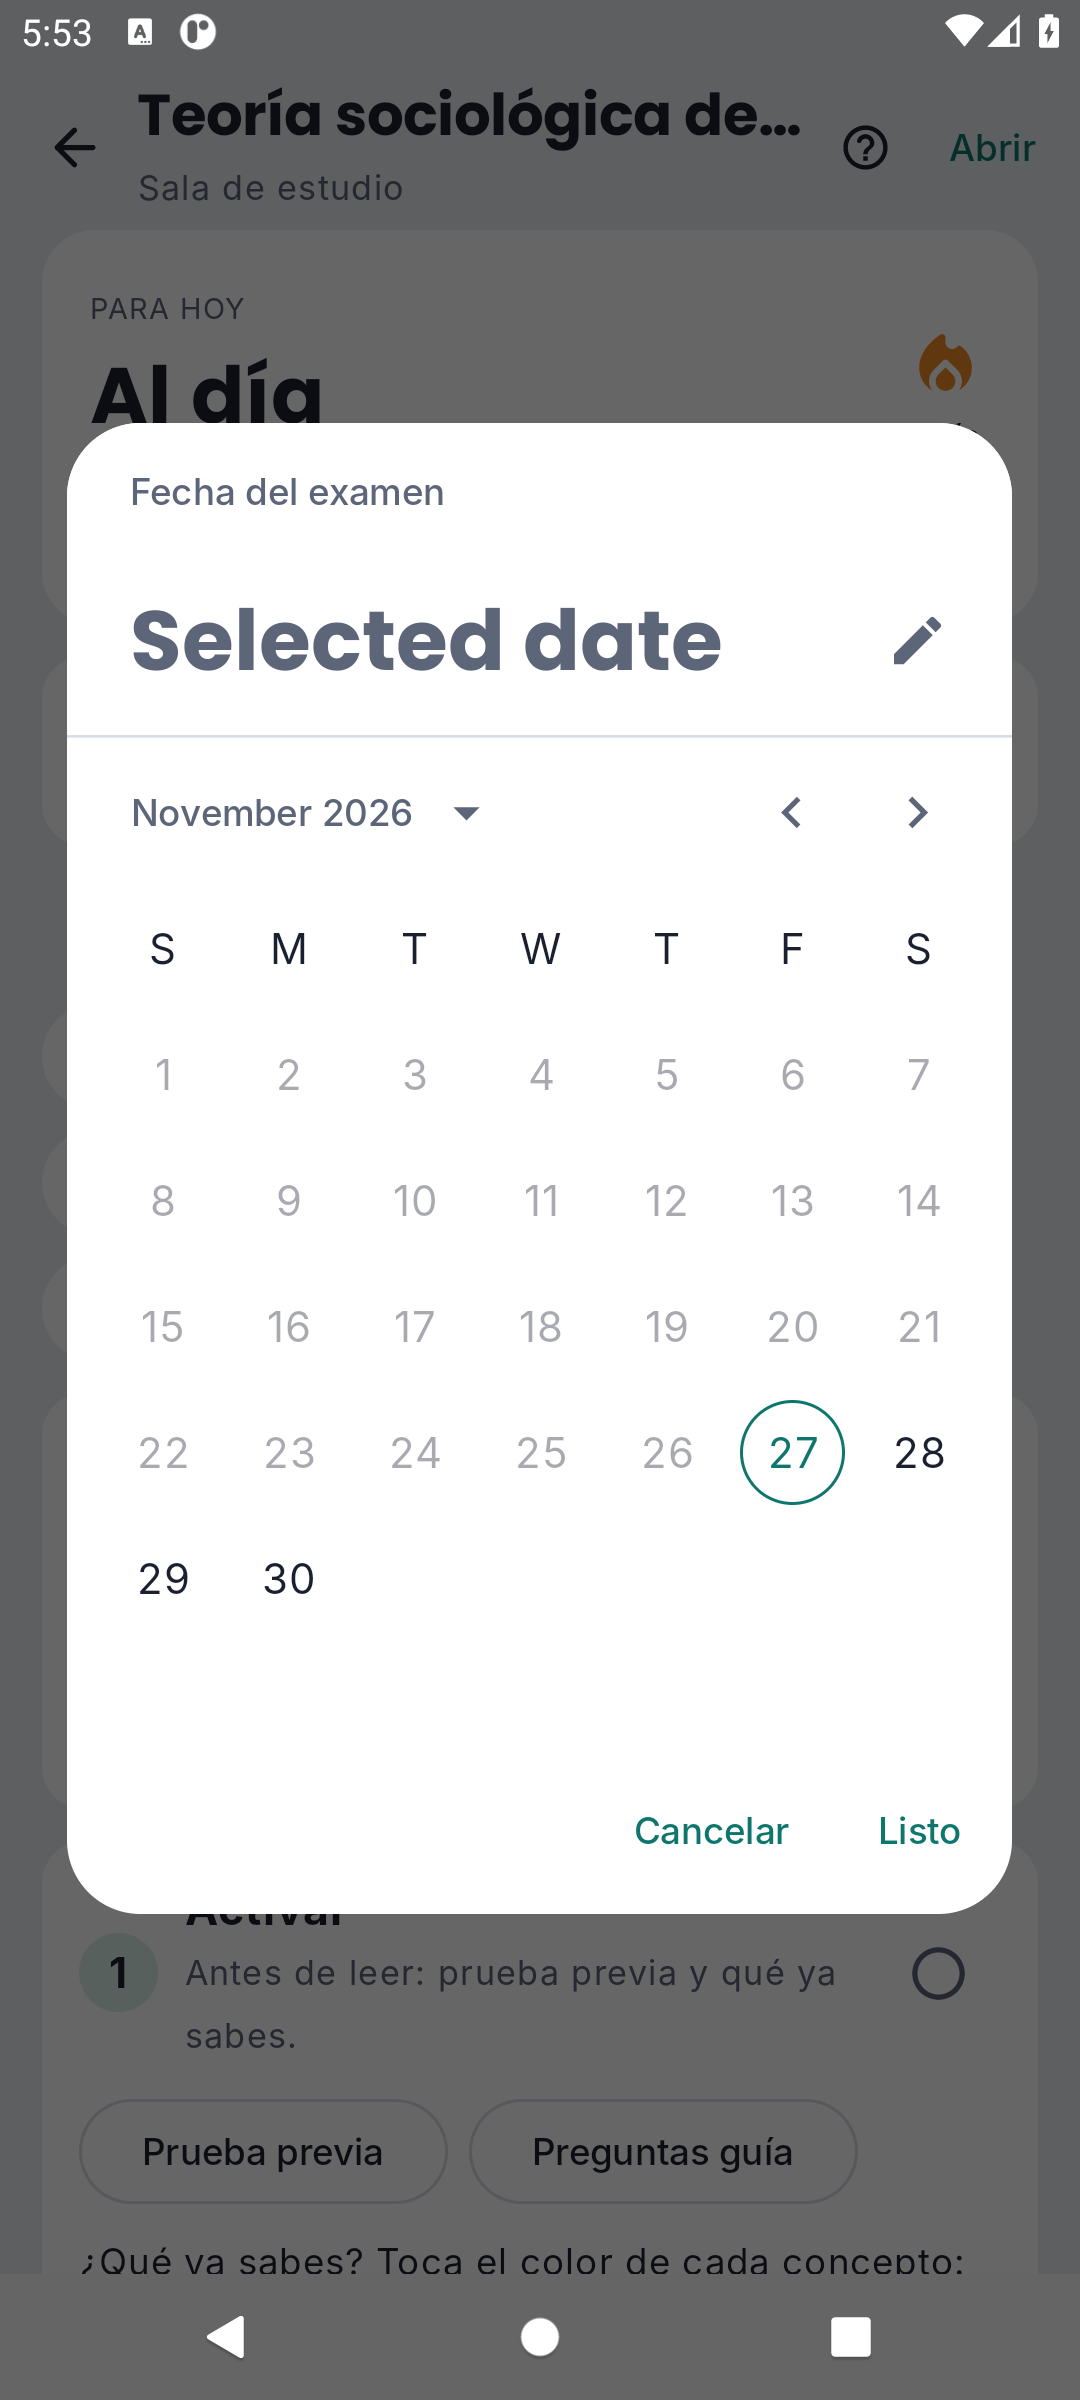 5:53
Teoría sociológica de...
Sala de estudio
Abrir
PARA HOY
Al día
Fecha del examen
Selected date
November 2026
S M T W T F S
1 2 3 4 5 6 7
8 9 10 11 12 13 14
15 16 17 18 19 20 21
22 23 24 25 26 27 28
29 30
Cancelar Listo
Activar
1
Antes de leer: prueba previa y qué ya
sabes.
Prueba previa Preguntas guía
¿Qué ya sabes? Toca el color de cada concepto: